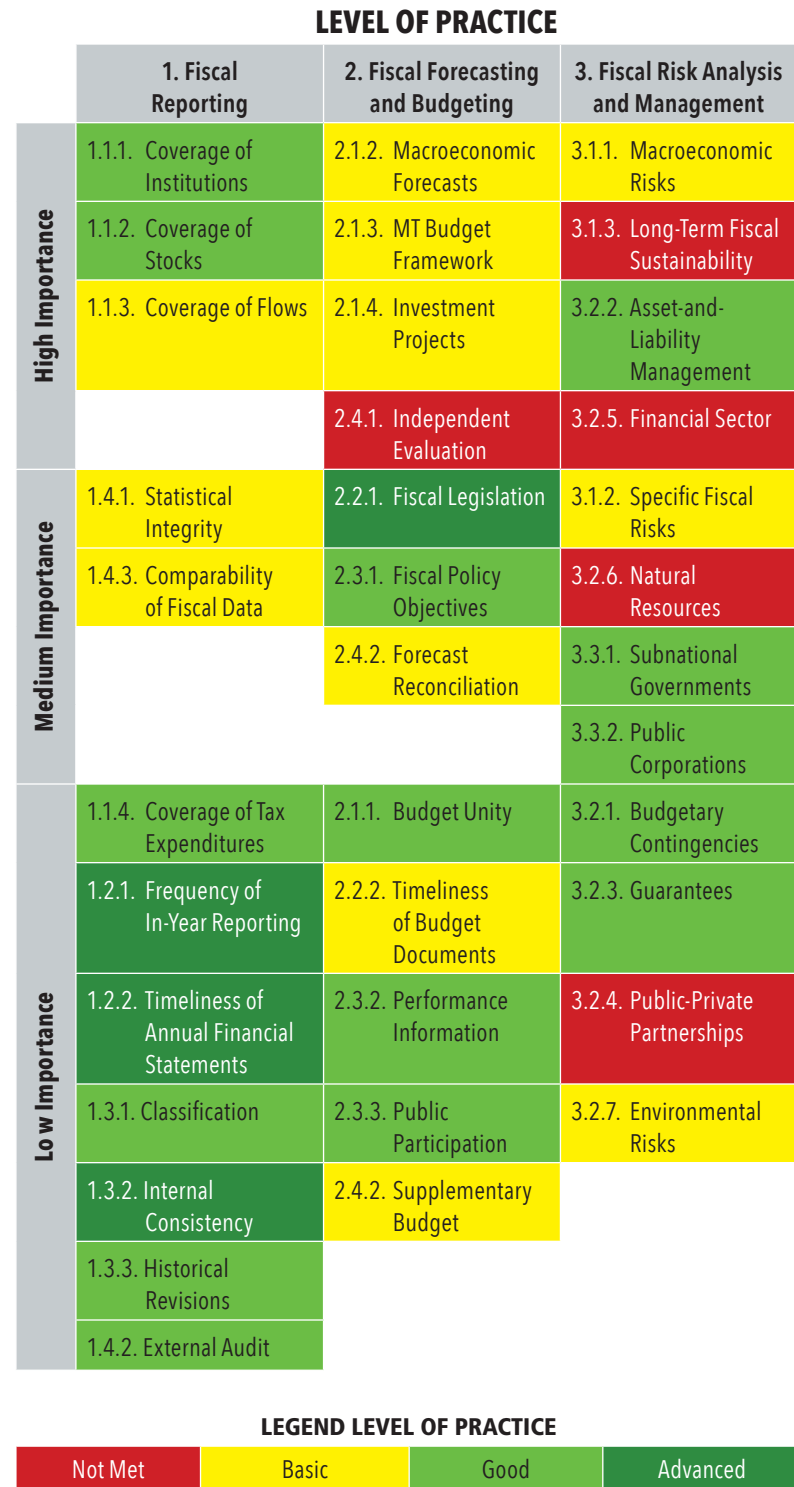 LEVEL OF PRACTICE
1. Fiscal
Reporting
2. Fiscal Forecasting
and Budgeting
3. Fiscal Risk Analysis
and Management
High Importance
1.1.1. Coverage of
Institutions
2.1.2. Macroeconomic
Forecasts
3.1.1. Macroeconomic
Risks
1.1.2. Coverage of
Stocks
2.1.3. MT Budget
Framework
3.1.3. Long-Term Fiscal
Sustainability
1.1.3. Coverage of Flows
2.1.4. Investment
Projects
3.2.2. Asset-and-
Liability
Management
2.4.1. Independent
Evaluation
3.2.5. Financial Sector
Medium Importance
1.4.1. Statistical
Integrity
2.2.1. Fiscal Legislation
3.1.2. Specific Fiscal
Risks
1.4.3. Comparability
of Fiscal Data
2.3.1. Fiscal Policy
Objectives
3.2.6. Natural
Resources
2.4.2. Forecast
Reconciliation
3.3.1. Subnational
Governments
3.3.2. Public
Corporations
Low Importance
1.1.4. Coverage of Tax
Expenditures
2.1.1. Budget Unity
3.2.1. Budgetary
Contingencies
1.2.1. Frequency of
In-Year Reporting
2.2.2. Timeliness
of Budget
Documents
3.2.3. Guarantees
1.2.2. Timeliness of
Annual Financial
Statements
2.3.2. Performance
Information
3.2.4. Public-Private
Partnerships
1.3.1. Classification
2.3.3. Public
Participation
3.2.7. Environmental
Risks
1.3.2. Internal
Consistency
2.4.2. Supplementary
Budget
1.3.3. Historical
Revisions
1.4.2. External Audit
LEGEND LEVEL OF PRACTICE
Not Met
Basic
Good
Advanced